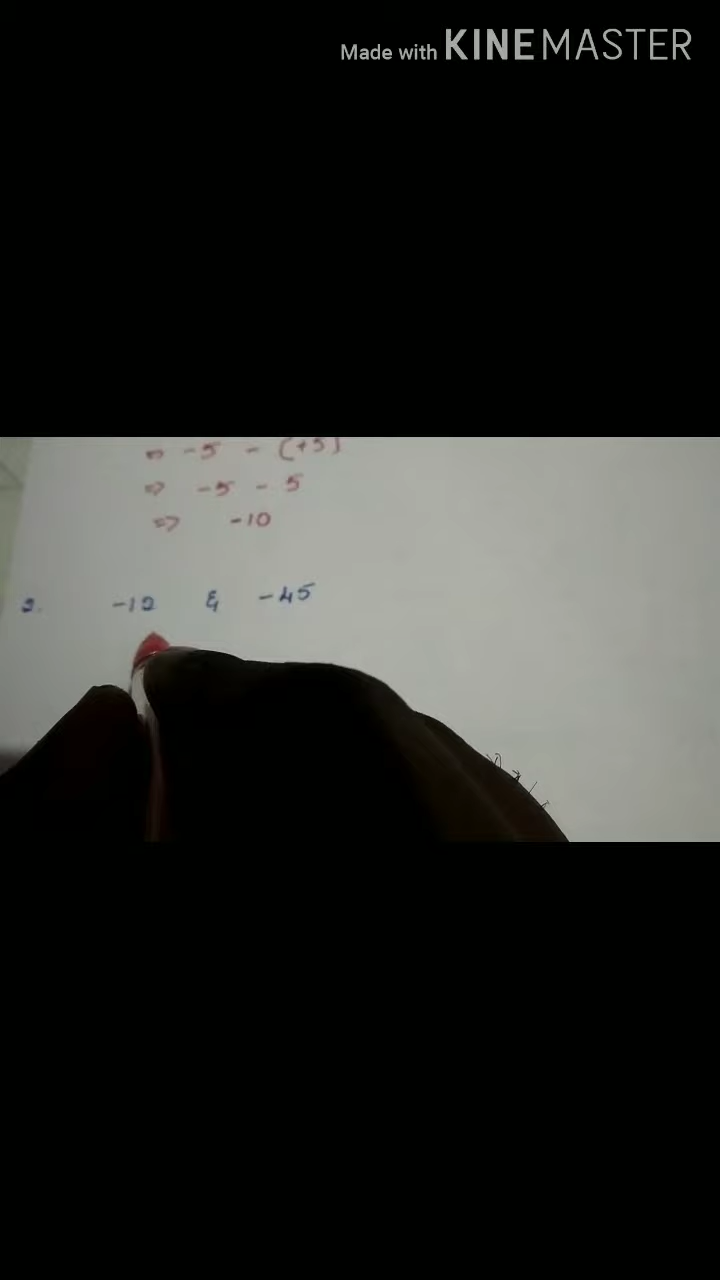 Made with KINEMASTER
⇒ -5 - (+5)
⇒ -5 - 5
⇒ -10
2. -12 & -45